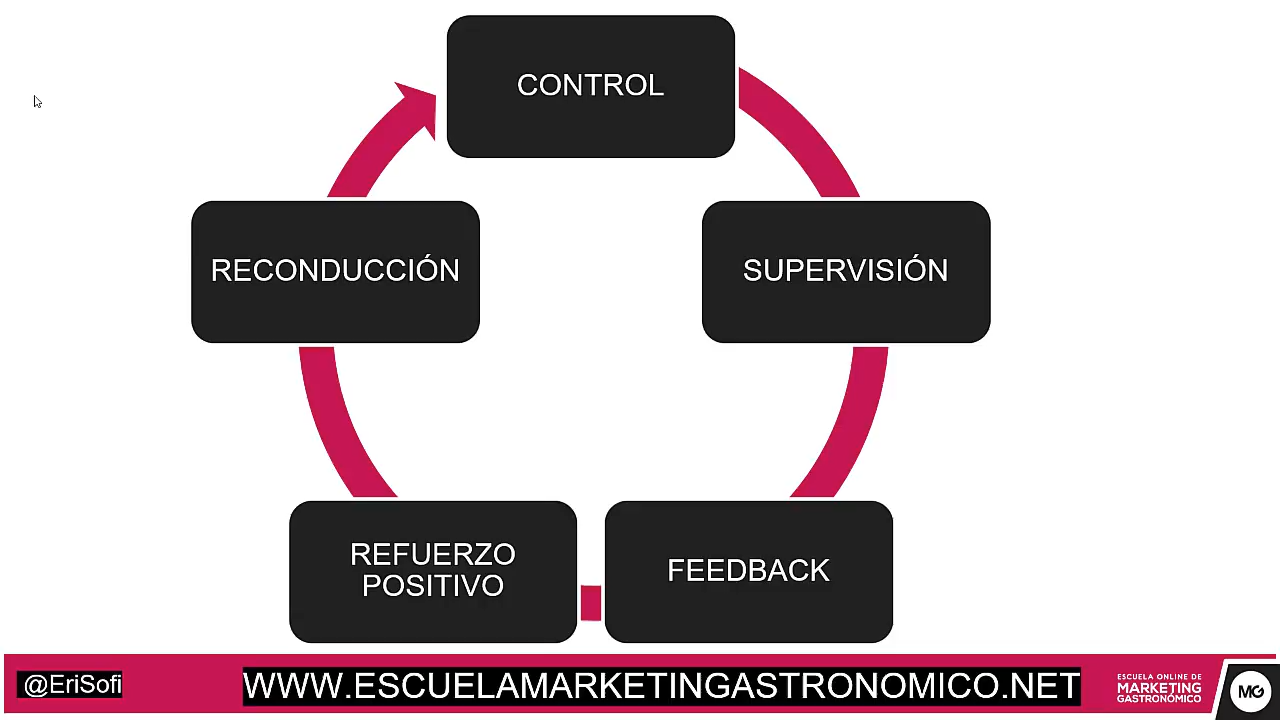 CONTROL
RECONDUCCIÓN
SUPERVISIÓN
REFUERZO
POSITIVO
FEEDBACK
@EriSofi
WWW.ESCUELAMARKETINGASTRONOMICO.NET
ESCUELA ONLINE DE
MARKETING
GASTRONÓMICO
MG